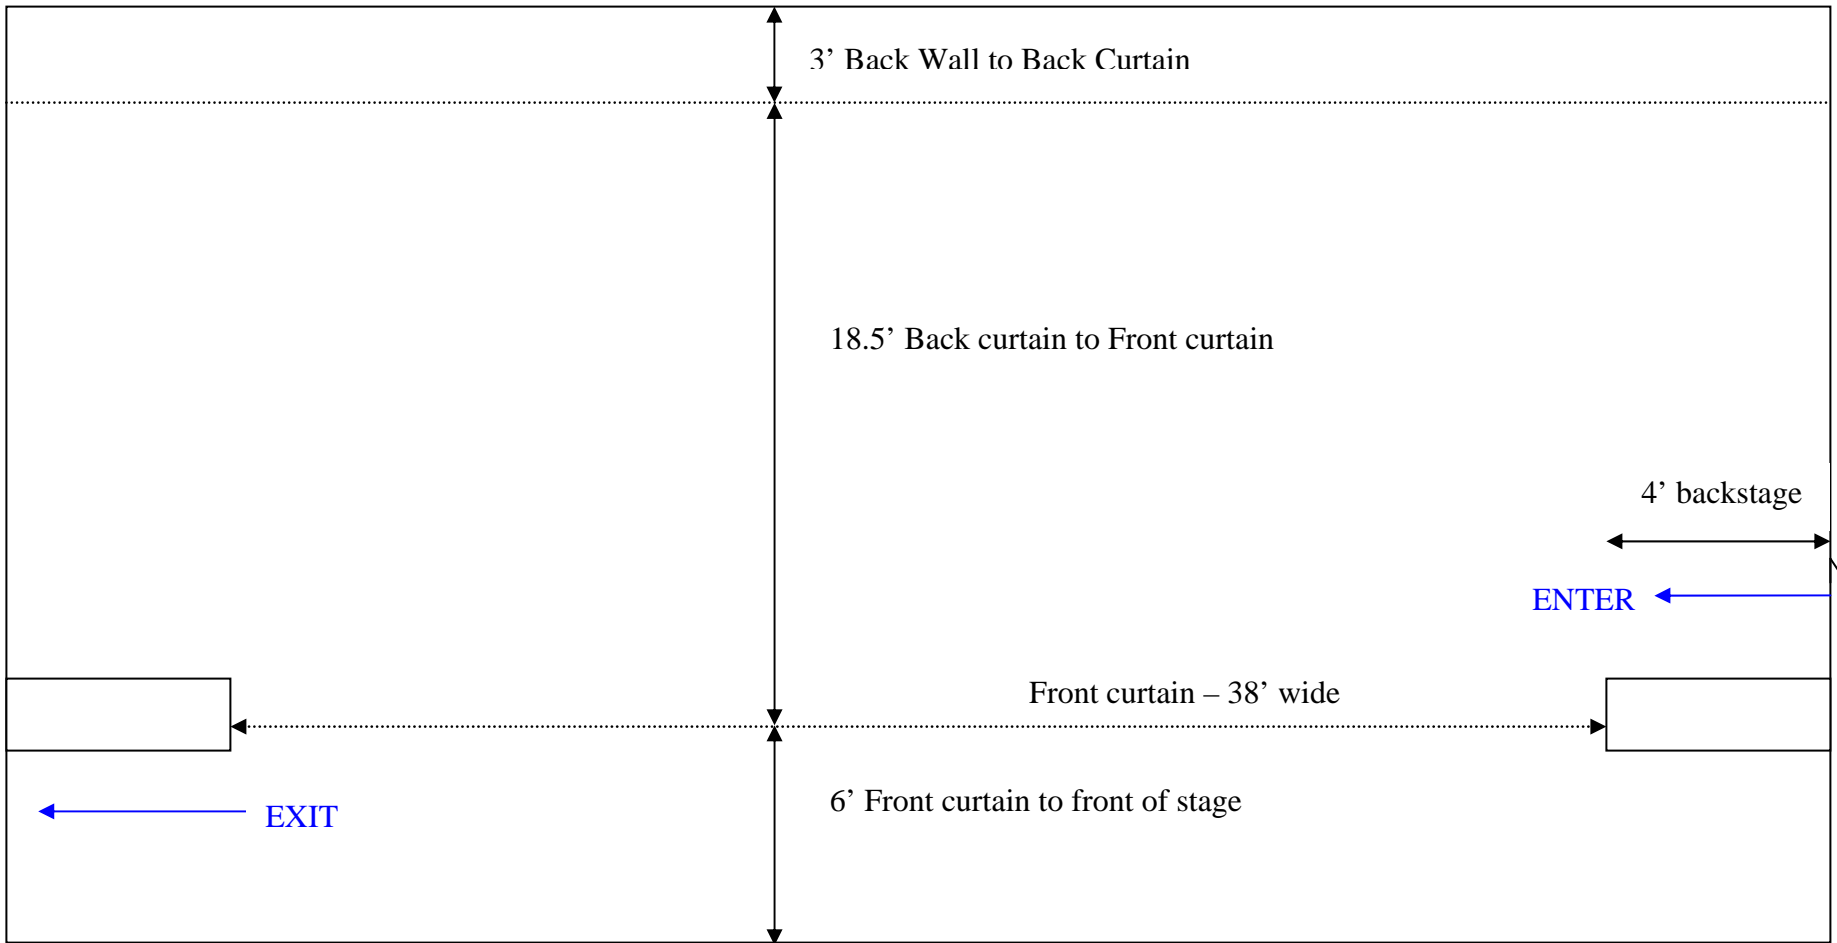 3’ Back Wall to Back Curtain
18.5’ Back curtain to Front curtain
4’ backstage
ENTER
Front curtain – 38’ wide
6’ Front curtain to front of stage
EXIT